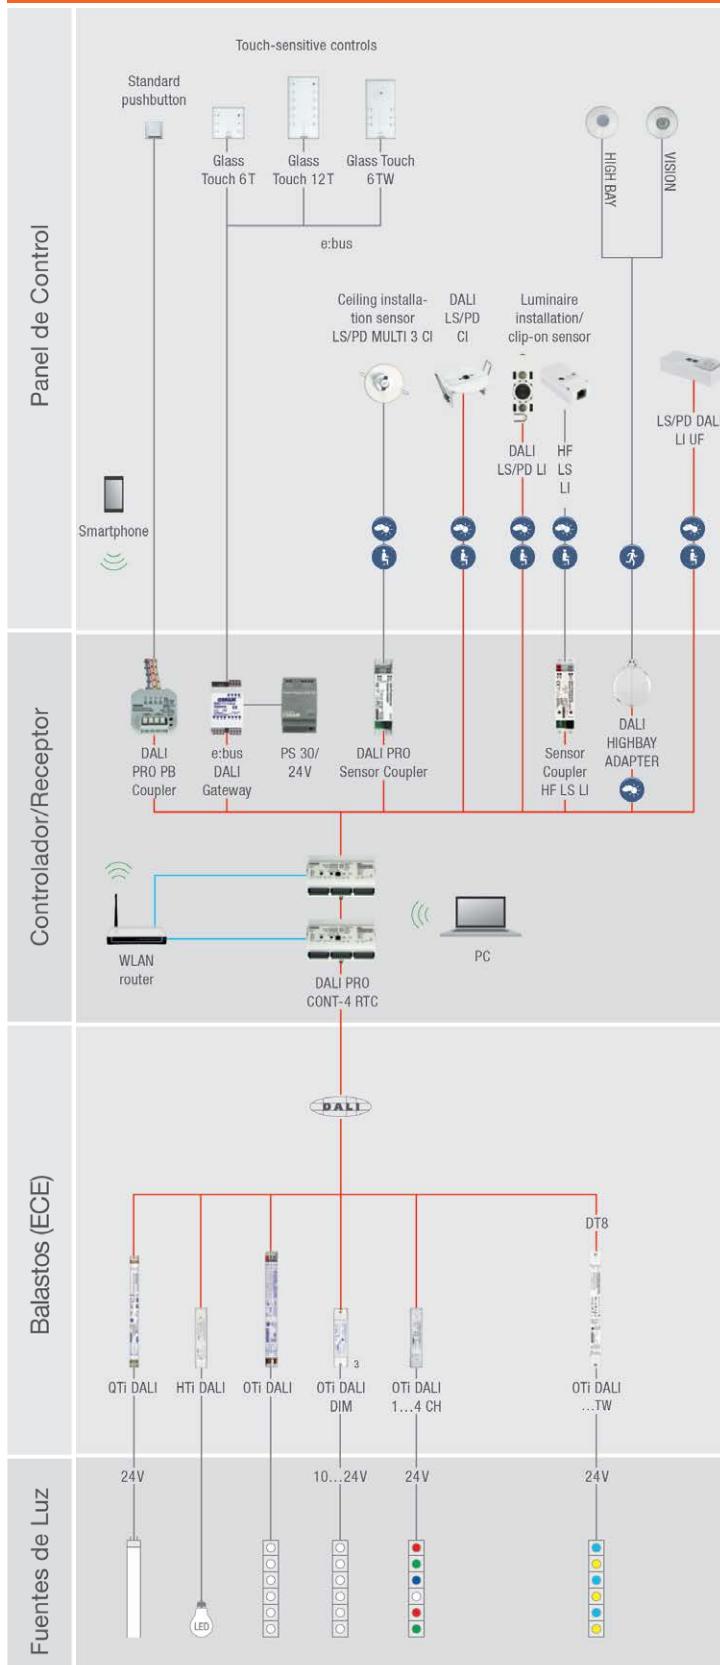 Panel de Control
Touch-sensitive controls
Standard
pushbutton
Glass
Touch 6T
Glass
Touch 12T
Glass Touch
6TW
e:bus
HIGH BAY
VISION
Ceiling installa-
tion sensor
LS/PD MULTI 3 CI
DALI
LS/PD
CI
Luminaire
installation/
clip-on sensor
DALI
LS/PD LI
HF
LS
LI
LS/PD DALI
LI UF
Smartphone
Controlador/Receptor
DALI
PRO PB
Coupler
e:bus
DALI
Gateway
PS 30/
24V
DALI PRO
Sensor Coupler
Sensor
Coupler
HF LS LI
DALI
HIGHBAY
ADAPTER
WLAN
router
DALI PRO
CONT-4 RTC
PC
Balastos (ECE)
DALI
DT8
3
QTi DALI
HTi DALI
OTi DALI
OTi DALI
DIM
OTi DALI
1...4 CH
OTi DALI
...TW
Fuentes de Luz
24V
10...24V
24V
24V
LED